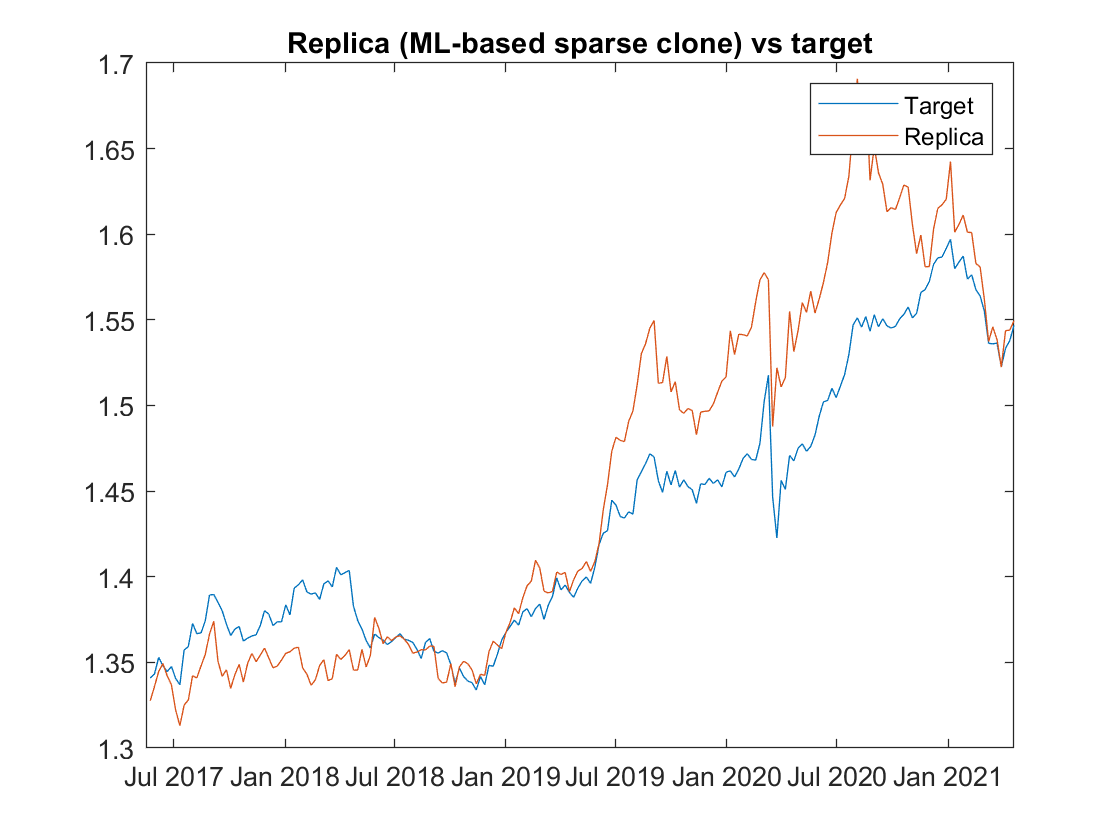 Replica (ML-based sparse clone) vs target
1.7
1.65
1.6
1.55
1.5
1.45
1.4
1.35
1.3
Target
Replica
Jul 2017 Jan 2018 Jul 2018 Jan 2019 Jul 2019 Jan 2020 Jul 2020 Jan 2021